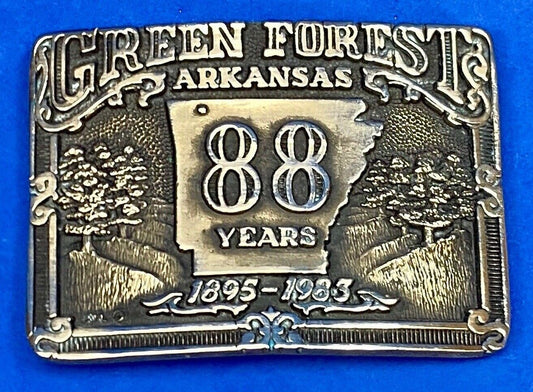 GREEN FOREST
ARKANSAS
88
YEARS
1895-1983